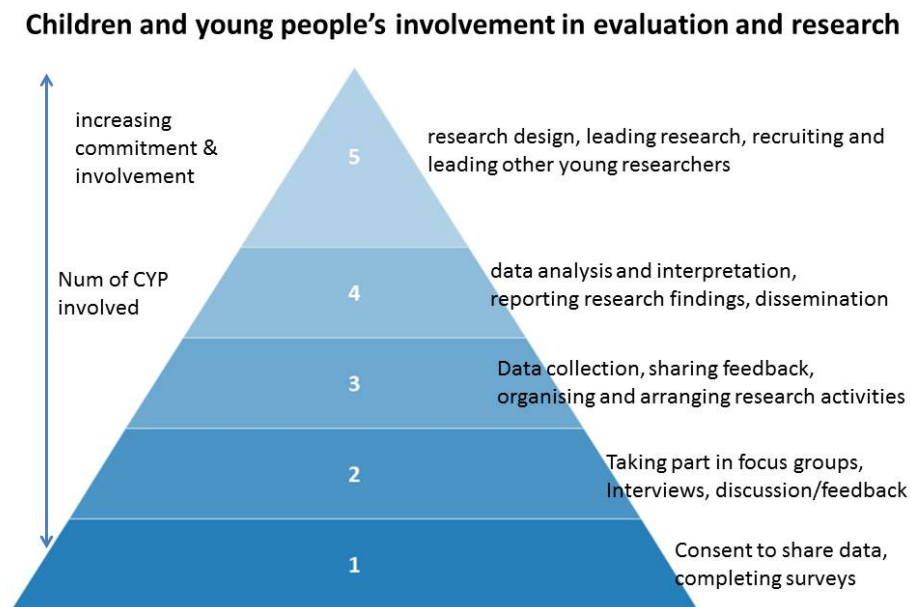 Children and young people's involvement in evaluation and research
increasing
commitment &
involvement
Num of CYP
involved
5
research design, leading research, recruiting and
leading other young researchers
4
data analysis and interpretation,
reporting research findings, dissemination
3
Data collection, sharing feedback,
organising and arranging research activities
2
Taking part in focus groups,
Interviews, discussion/feedback
1
Consent to share data,
completing surveys